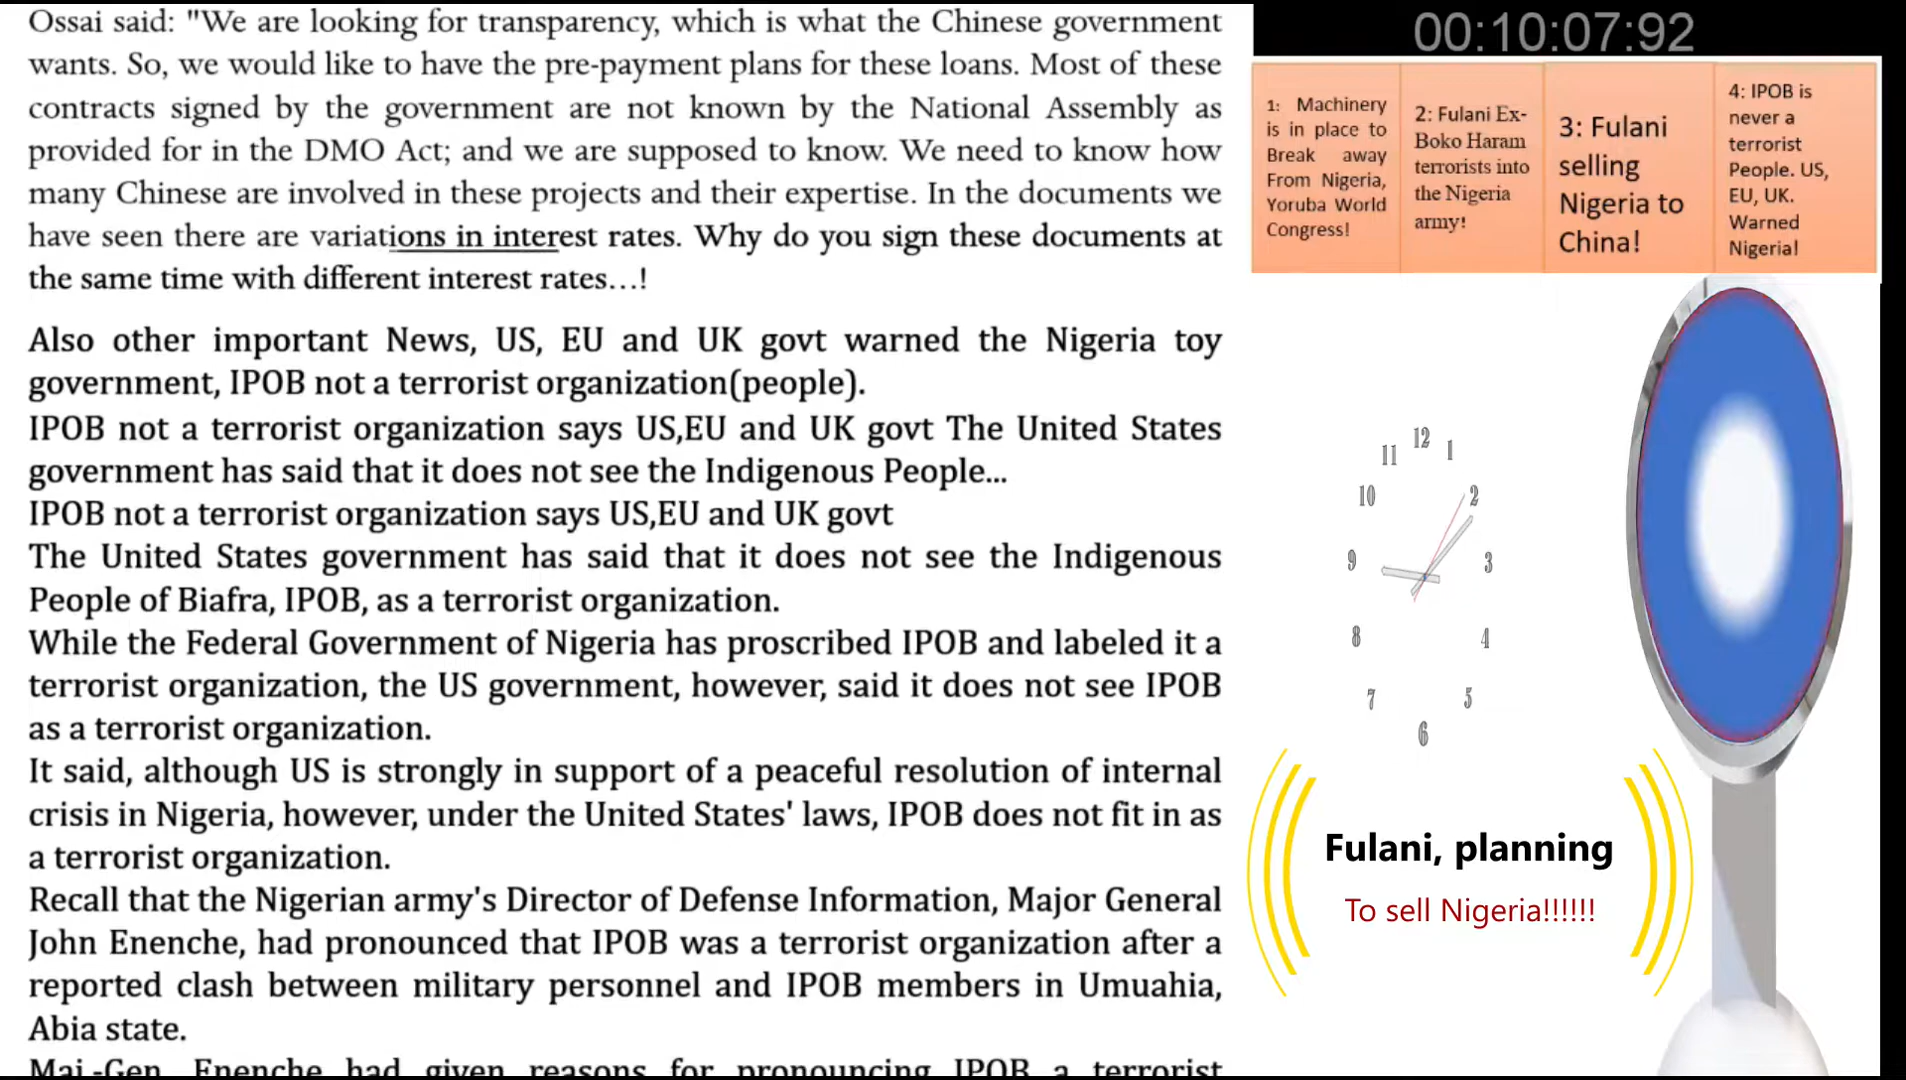 Ossai said: "We are looking for transparency, which is what the Chinese government
wants. So, we would like to have the pre-payment plans for these loans. Most of these
contracts signed by the government are not known by the National Assembly as
provided for in the DMO Act; and we are supposed to know. We need to know how
many Chinese are involved in these projects and their expertise. In the documents we
have seen there are variations in interest rates. Why do you sign these documents at
the same time with different interest rates...!
Also other important News, US, EU and UK govt warned the Nigeria toy
government, IPOB not a terrorist organization(people).
IPOB not a terrorist organization says US,EU and UK govt The United States
government has said that it does not see the Indigenous People...
IPOB not a terrorist organization says US,EU and UK govt
The United States government has said that it does not see the Indigenous
People of Biafra, IPOB, as a terrorist organization.
While the Federal Government of Nigeria has proscribed IPOB and labeled it a
terrorist organization, the US government, however, said it does not see IPOB
as a terrorist organization.
It said, although US is strongly in support of a peaceful resolution of internal
crisis in Nigeria, however, under the United States' laws, IPOB does not fit in as
a terrorist organization.
Recall that the Nigerian army's Director of Defense Information, Major General
John Enenche, had pronounced that IPOB was a terrorist organization after a
reported clash between military personnel and IPOB members in Umuahia,
Abia state.
Maj.-Gen. Enenche had given reasons for pronouncing IPOB a terrorist
00:10:07:92
1: Machinery
is in place to
Break away
From Nigeria,
Yoruba World
Congress!
2: Fulani Ex-
Boko Haram
terrorists into
the Nigeria
army!
3: Fulani
selling
Nigeria to
China!
4: IPOB is
never a
terrorist
People. US,
EU, UK.
Warned
Nigeria!
12
1
2
3
4
5
6
7
8
9
10
11
Fulani, planning
To sell Nigeria!!!!!!